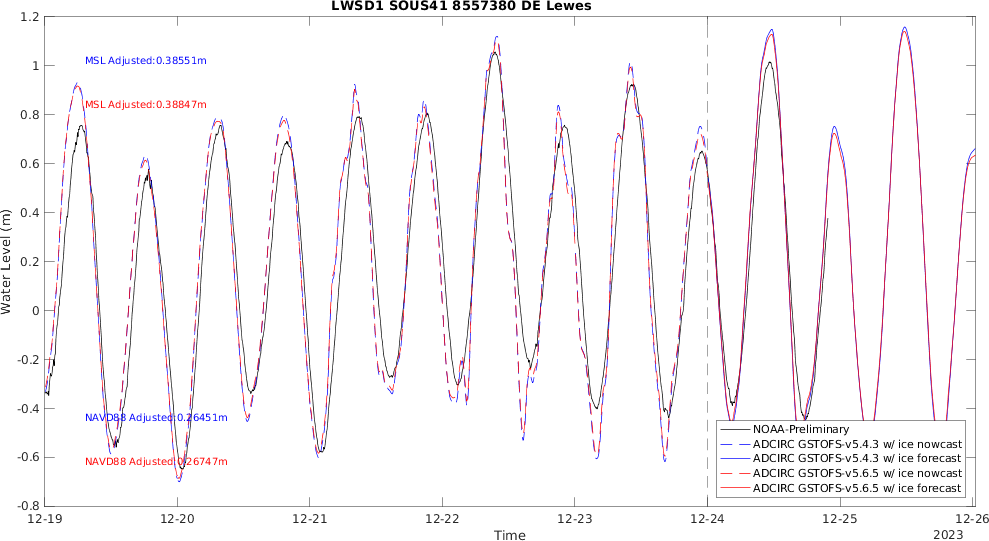 LWSD1 SOUS41 8557380 DE Lewes
1.2
1
0.8
0.6
0.4
0.2
0
-0.2
-0.4
-0.6
-0.8
Water Level (m)
MSL Adjusted:0.38551m
MSL Adjusted:0.38847m
NAVD88 Adjusted:0.26451m
NAVD88 Adjusted:0.26747m
NOAA-Preliminary
ADCIRC GSTOFS-v5.4.3 w/ ice nowcast
ADCIRC GSTOFS-v5.4.3 w/ ice forecast
ADCIRC GSTOFS-v5.6.5 w/ ice nowcast
ADCIRC GSTOFS-v5.6.5 w/ ice forecast
12-19 12-20 12-21 12-22 12-23 12-24 12-25 12-26
Time
2023